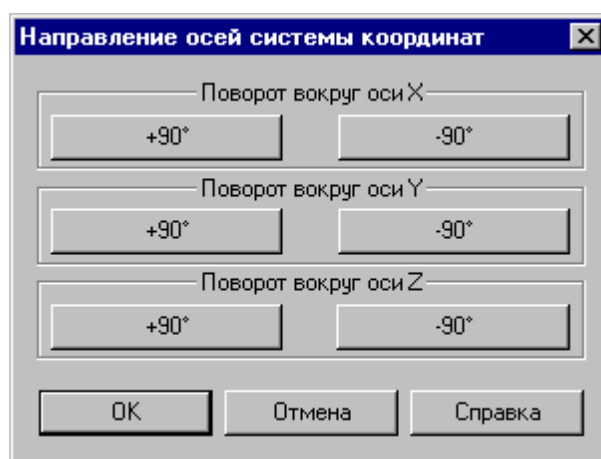 Направление осей системы координат
Поворот вокруг оси X
+90° -90°
Поворот вокруг оси Y
+90° -90°
Поворот вокруг оси Z
+90° -90°
OK Отмена Справка